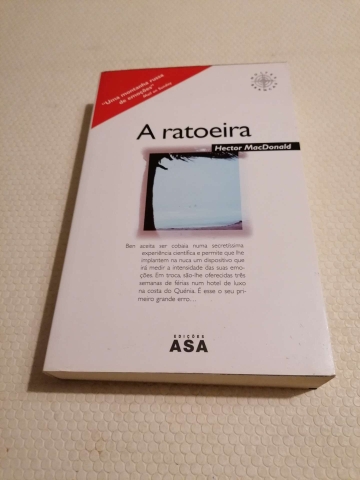 "Uma montanha russa
de emoções"
Mail on Sunday
A ratoeira
Hector MacDonald
Ben aceita ser cobaia numa secretíssima
experiência científica e permite que lhe
implantem na nuca um dispositivo que
irá medir a intensidade das suas emo-
ções. Em troca, são-lhe oferecidas três
semanas de férias num hotel de luxo
na costa do Quénia. E esse o seu pri-
meiro grande erro...
EDIÇÕES
ASA